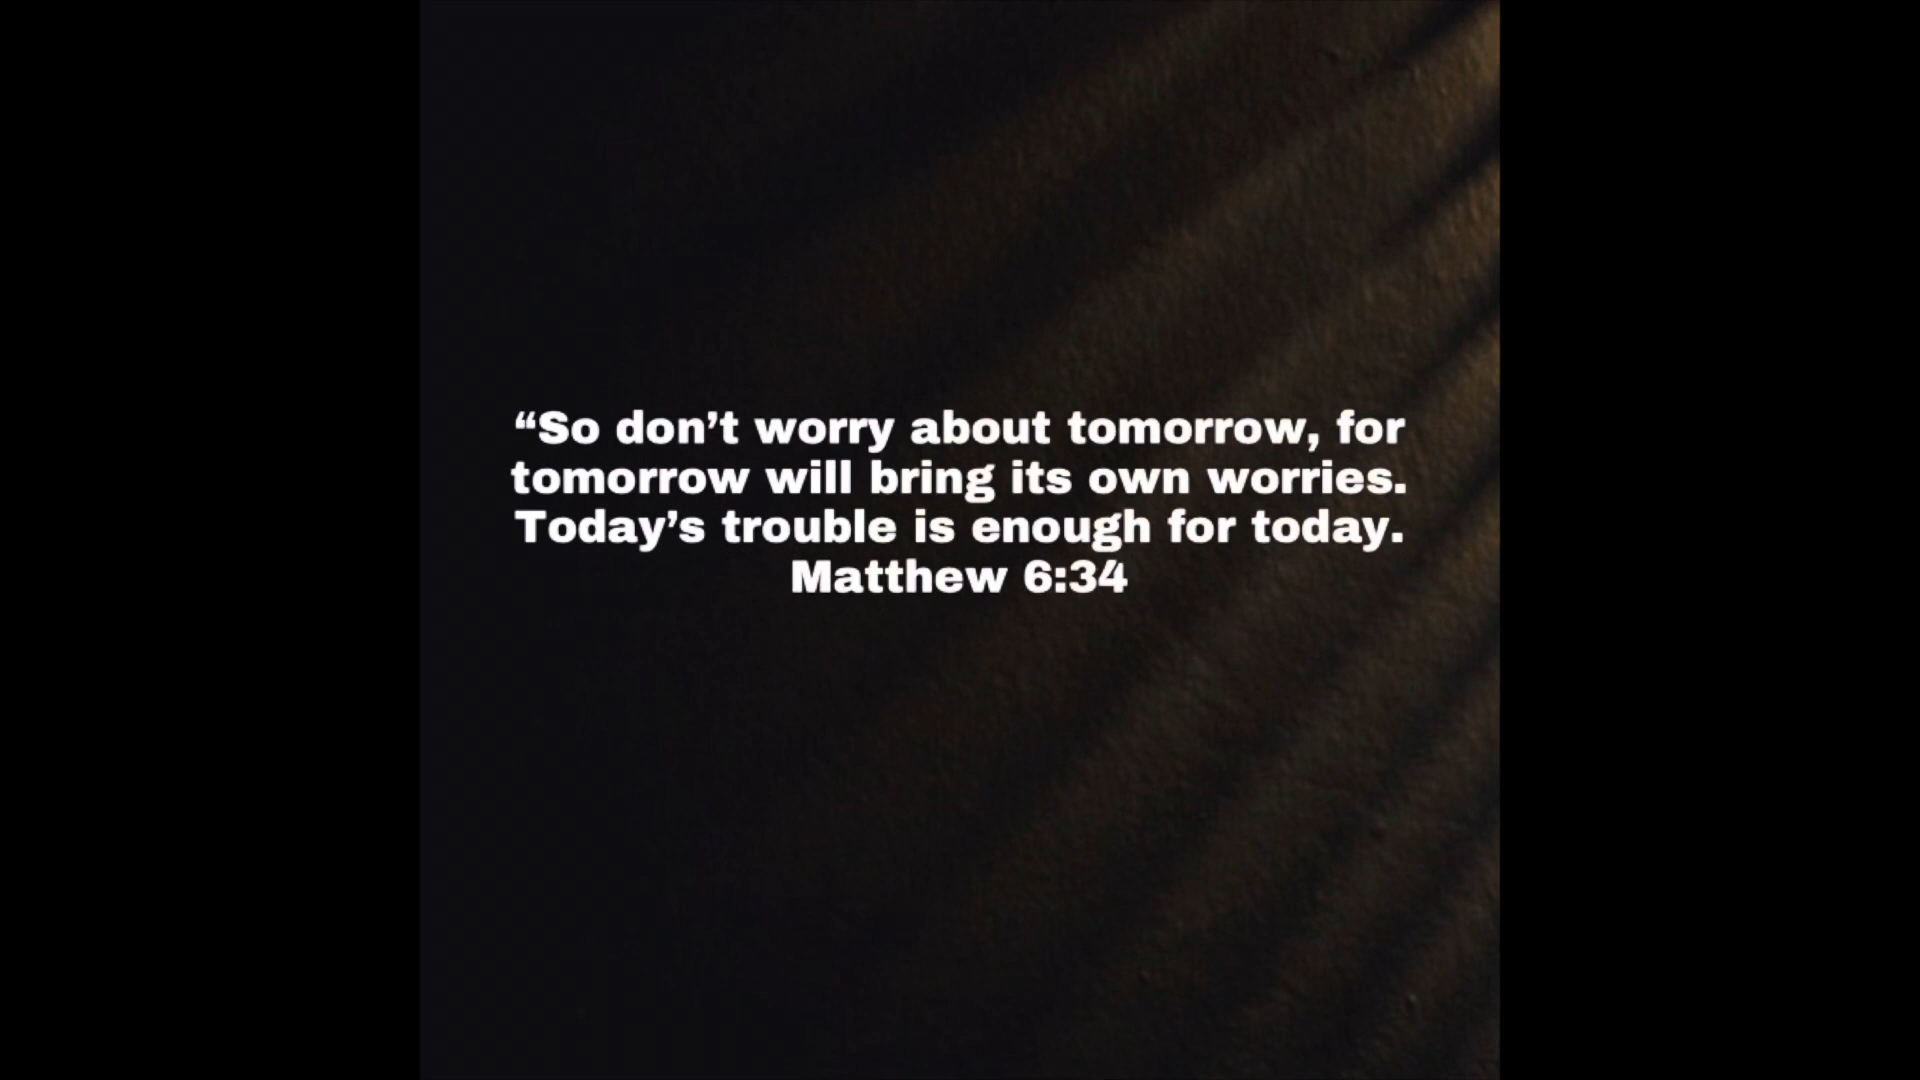 “So don’t worry about tomorrow, for
tomorrow will bring its own worries.
Today’s trouble is enough for today.
Matthew 6:34